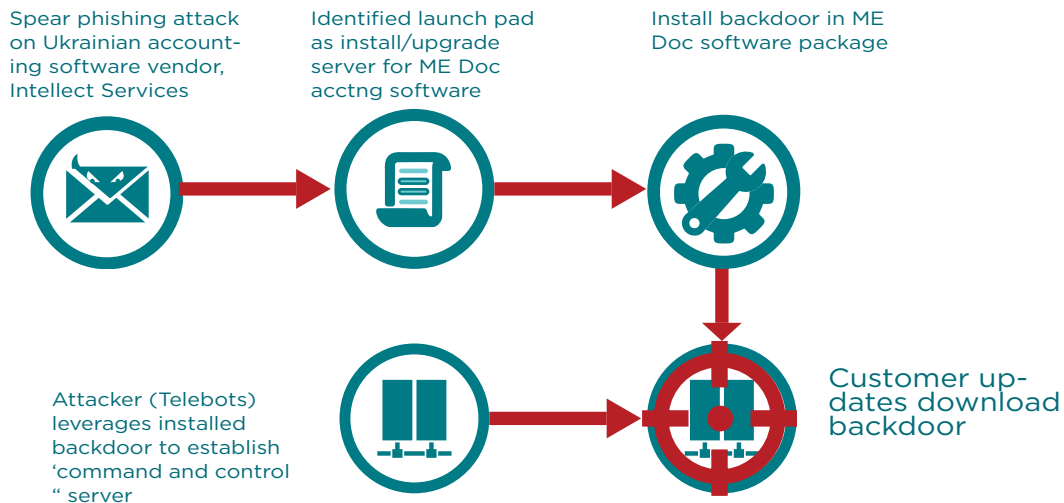 Spear phishing attack
on Ukrainian account-
ing software vendor,
Intellect Services
Identified launch pad
as install/upgrade
server for ME Doc
acctng software
Install backdoor in ME
Doc software package
Attacker (Telebots)
leverages installed
backdoor to establish
‘command and control
“ server
Customer up-
dates download
backdoor